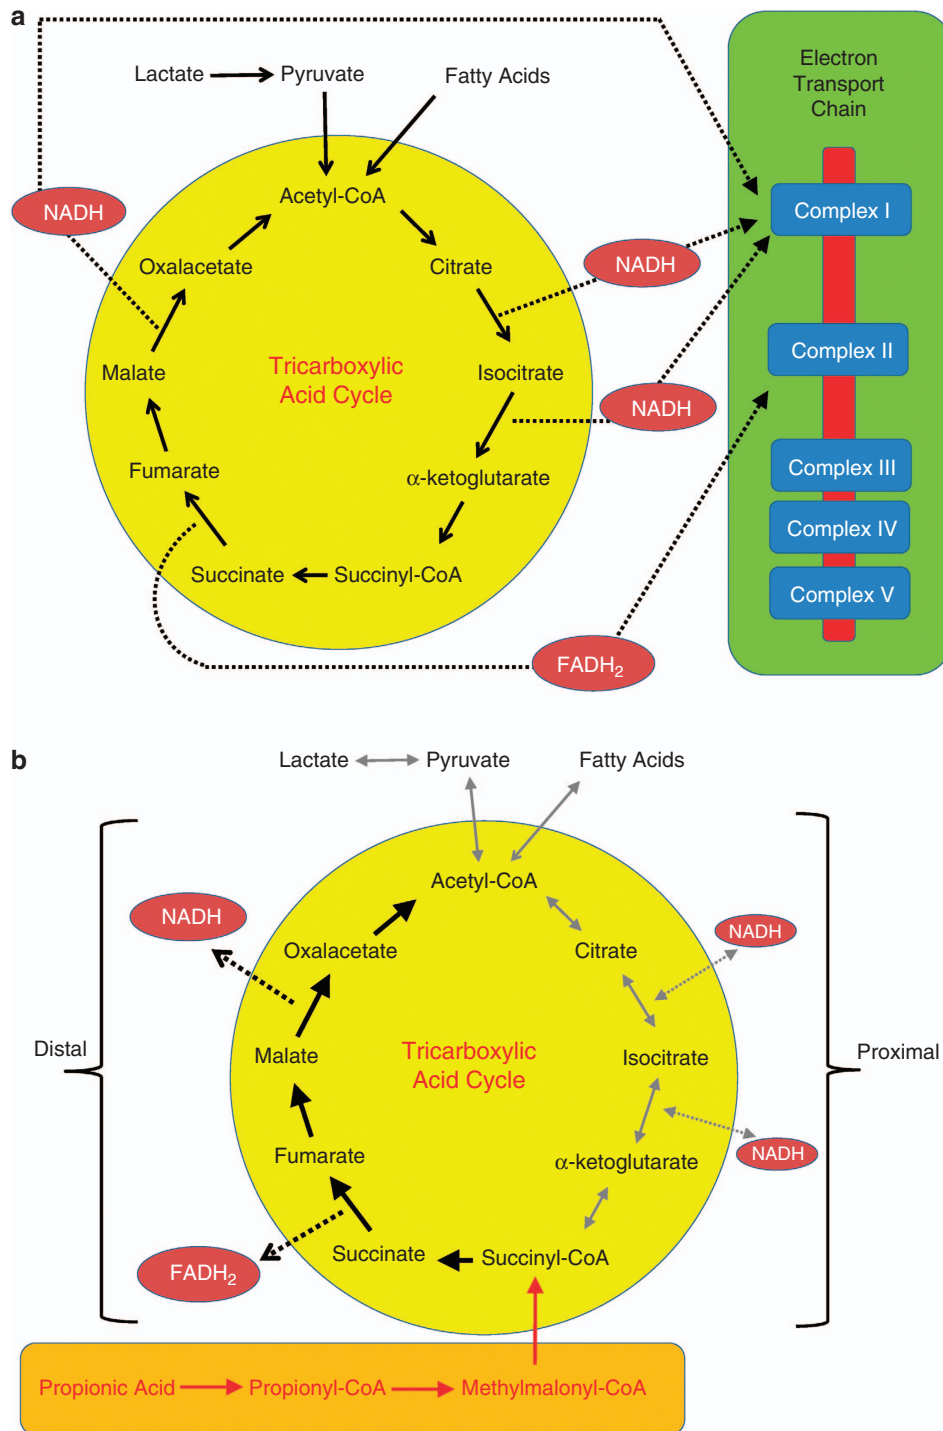 a
Electron
Transport
Chain
Lactate
Pyruvate
Fatty Acids
Acetyl-CoA
NADH
Complex I
Oxalacetate
Citrate
NADH
Complex II
Malate
Tricarboxylic
Acid Cycle
Isocitrate
NADH
Fumarate
α-ketoglutarate
Complex III
Complex IV
Succinate
Succinyl-CoA
Complex V
FADH₂
b
Lactate
Pyruvate
Fatty Acids
Acetyl-CoA
NADH
NADH
Oxalacetate
Citrate
Distal
Malate
Tricarboxylic
Acid Cycle
Isocitrate
Proximal
Fumarate
α-ketoglutarate
NADH
FADH₂
Succinate
Succinyl-CoA
Propionic Acid
Propionyl-CoA
Methylmalonyl-CoA